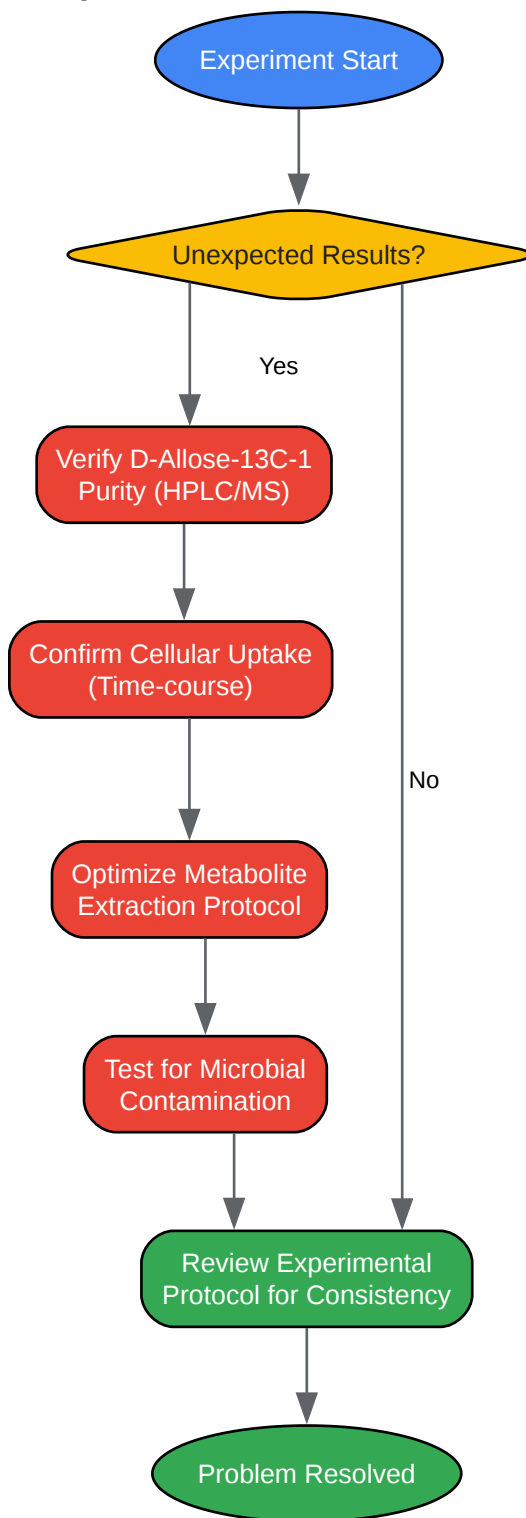 Experiment Start
Unexpected Results?
Yes
Verify D-Allose-13C-1
Purity (HPLC/MS)
Confirm Cellular Uptake
(Time-course)
No
Optimize Metabolite
Extraction Protocol
Test for Microbial
Contamination
Review Experimental
Protocol for Consistency
Problem Resolved